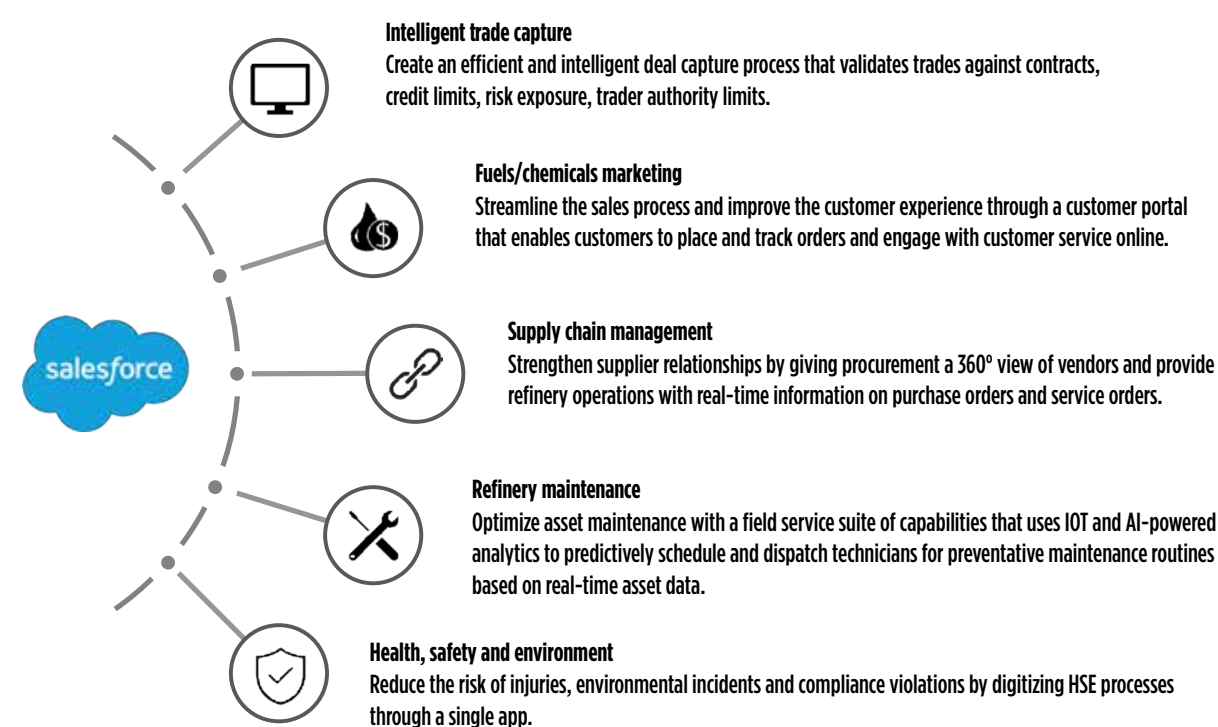 Intelligent trade capture
Create an efficient and intelligent deal capture process that validates trades against contracts,
credit limits, risk exposure, trader authority limits.
$
Fuels/chemicals marketing
Streamline the sales process and improve the customer experience through a customer portal
that enables customers to place and track orders and engage with customer service online.
salesforce
Supply chain management
Strengthen supplier relationships by giving procurement a 360° view of vendors and provide
refinery operations with real-time information on purchase orders and service orders.
Refinery maintenance
Optimize asset maintenance with a field service suite of capabilities that uses IOT and AI-powered
analytics to predictively schedule and dispatch technicians for preventative maintenance routines
based on real-time asset data.
Health, safety and environment
Reduce the risk of injuries, environmental incidents and compliance violations by digitizing HSE processes
through a single app.